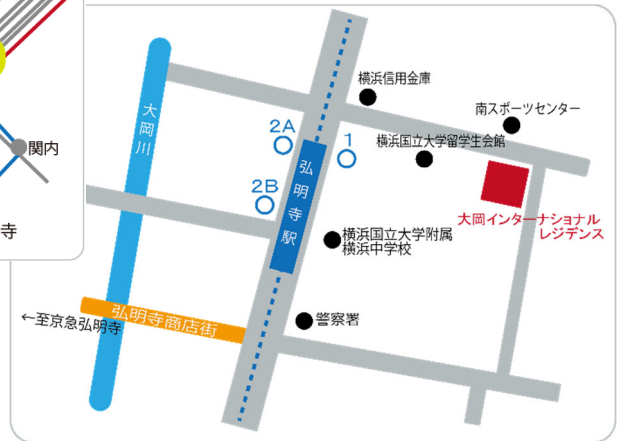 関内
寺
横浜信用金庫
南スポーツセンター
横浜国立大学留学生会館
大岡川
2A
1
2B
弘明寺駅
大岡インターナショナル
レジデンス
横浜国立大学附属
横浜中学校
警察署
弘明寺商店街
←至京急弘明寺